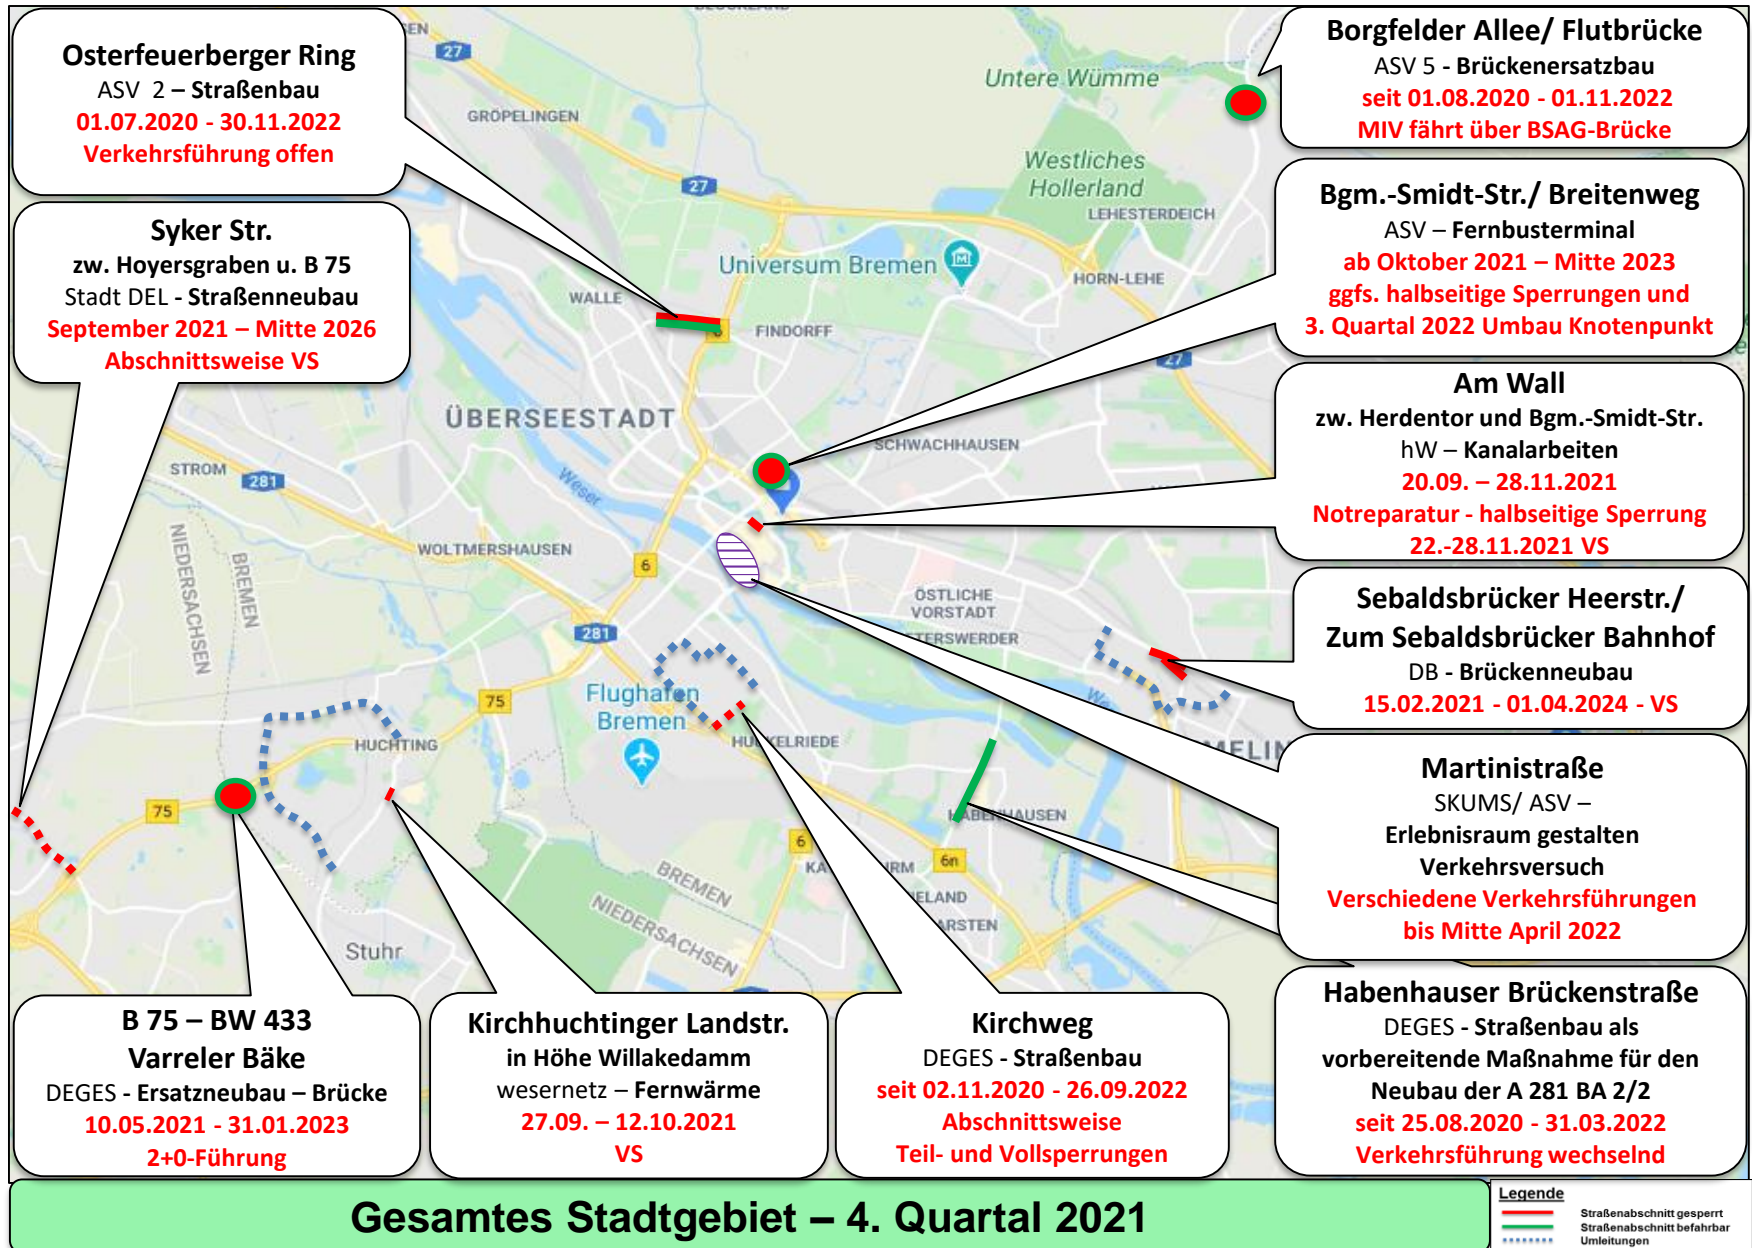 Osterfeuerberger Ring
ASV 2 – Straßenbau
01.07.2020 - 30.11.2022
Verkehrsführung offen
Syker Str.
zw. Hoyersgraben u. B 75
Stadt DEL - Straßenneubau
September 2021 – Mitte 2026
Abschnittsweise VS
Borgfelder Allee/ Flutbrücke
ASV 5 - Brückenersatzbau
seit 01.08.2020 - 01.11.2022
MIV fährt über BSAG-Brücke
Bgm.-Smidt-Str./ Breitenweg
ASV – Fernbusterminal
ab Oktober 2021 – Mitte 2023
ggfs. halbseitige Sperrungen und
3. Quartal 2022 Umbau Knotenpunkt
Am Wall
zw. Herdentor und Bgm.-Smidt-Str.
hW – Kanalarbeiten
20.09. – 28.11.2021
Notreparatur - halbseitige Sperrung
22.-28.11.2021 VS
Sebaldsbrücker Heerstr./
Zum Sebaldsbrücker Bahnhof
DB - Brückenneubau
15.02.2021 - 01.04.2024 - VS
Martinistraße
SKUMS/ ASV –
Erlebnisraum gestalten
Verkehrsversuch
Verschiedene Verkehrsführungen
bis Mitte April 2022
Habenhauser Brückenstraße
DEGES - Straßenbau als
vorbereitende Maßnahme für den
Neubau der A 281 BA 2/2
seit 25.08.2020 - 31.03.2022
Verkehrsführung wechselnd
B 75 – BW 433
Varreler Bäke
DEGES - Ersatzneubau – Brücke
10.05.2021 - 31.01.2023
2+0-Führung
Kirchhuchtinger Landstr.
in Höhe Willakedamm
wesernetz – Fernwärme
27.09. – 12.10.2021
VS
Kirchweg
DEGES - Straßenbau
seit 02.11.2020 - 26.09.2022
Abschnittsweise
Teil- und Vollsperrungen
27
GRÖPELINGEN
Untere Wümme
Westliches
Hollerland
27
LEHESTERDEICH
Universum Bremen
HORN-LEHE
WALLE
6
FINDORFF
27
ÜBERSEESTADT
SCHWACHHAUSEN
STROM
281
Weser
NIEDERSACHSEN
BREMEN
WOLTMERSHAUSEN
6
ÖSTLICHE
VORSTADT
281
Flughafen
Bremen
75
HUCHTING
75
HABENHAUSEN
6
6n
BREMEN
NIEDERSACHSEN
Stuhr
Gesamtes Stadtgebiet – 4. Quartal 2021
Legende
Straßenabschnitt gesperrt
Straßenabschnitt befahrbar
Umleitungen